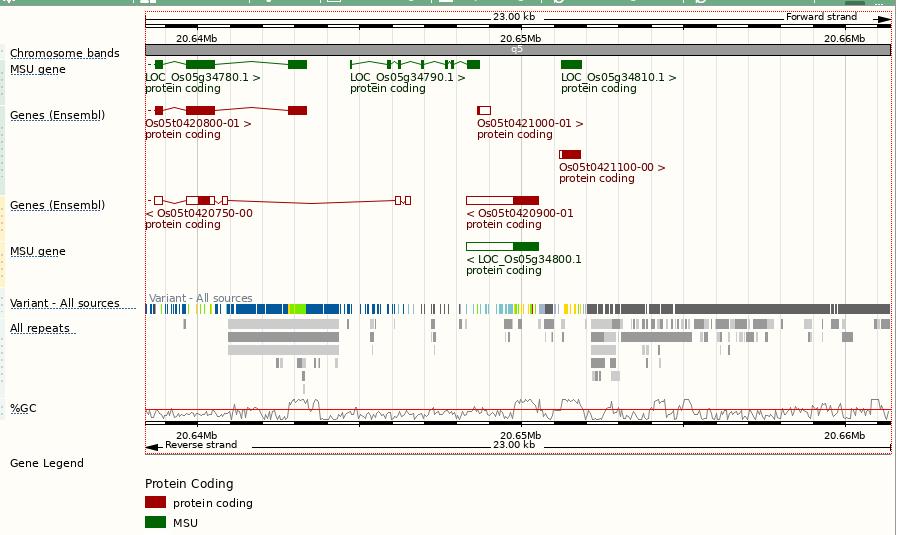 23.00 kb Forward strand
20.64Mb 20.65Mb 20.66Mb
Chromosome bands q5
MSU gene
LOC_Os05g34780.1 > LOC_Os05g34790.1 > LOC_Os05g34810.1 >
protein coding protein coding protein coding
Genes (Ensembl)
Os05t0420800-01 > Os05t0421000-01 >
protein coding protein coding
Os05t0421100-00 >
protein coding
Genes (Ensembl)
< Os05t0420750-00 < Os05t0420900-01
protein coding protein coding
MSU gene
< LOC_Os05g34800.1
protein coding
Variant - All sources
Variant - All sources
All repeats
%GC
20.64Mb 20.65Mb 20.66Mb
Reverse strand 23.00 kb
Gene Legend
Protein Coding
protein coding
MSU